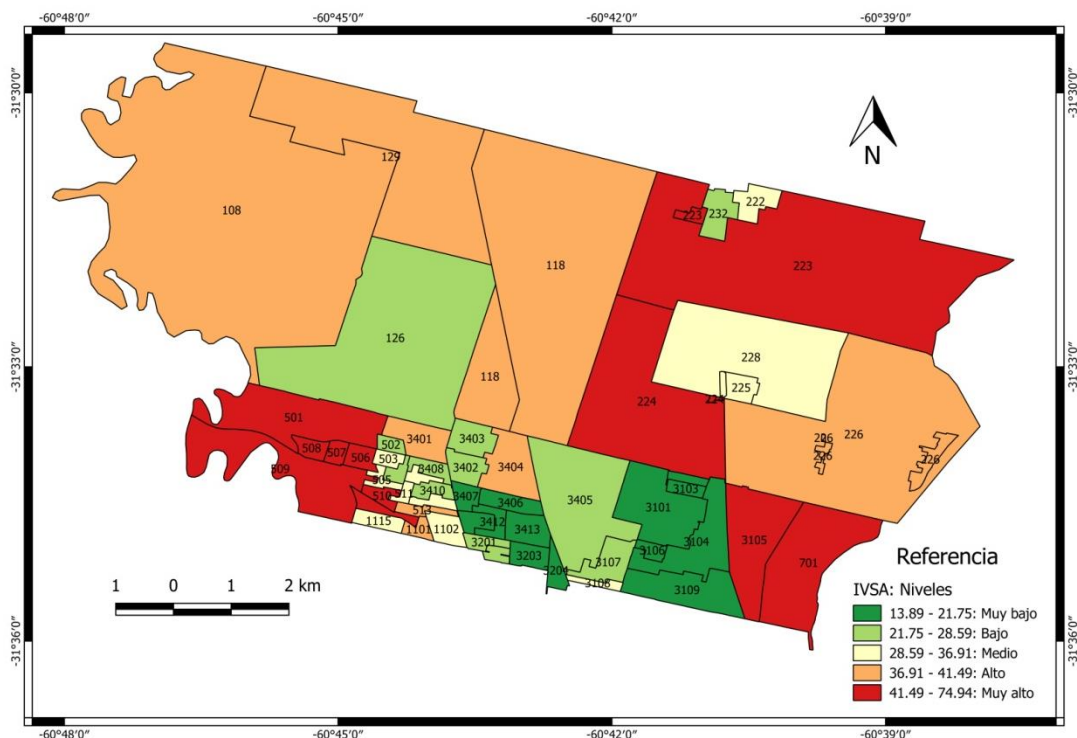 -60°48'0" -60°45'0" -60°42'0" -60°39'0"
-31°30'0" -31°30'0"
N
129
108
223 232 222
118
223
126
228
118
225
224 224
226 226
226 226
501
502 3401 3403
508 507 506 503 3402 3404
509 3408
505 3405
510 511 3410 3407 3406 3103
3101
513 3412 3413 3104
1115 1101 1102 3201 3106 3105 701
3203 3107
3204 3108 3109
-31°33'0" -31°33'0"
Referencia
IVSA: Niveles
13.89 - 21.75: Muy bajo
21.75 - 28.59: Bajo
28.59 - 36.91: Medio
36.91 - 41.49: Alto
41.49 - 74.94: Muy alto
1 0 1 2 km
-31°36'0" -31°36'0"
-60°48'0" -60°45'0" -60°42'0" -60°39'0"